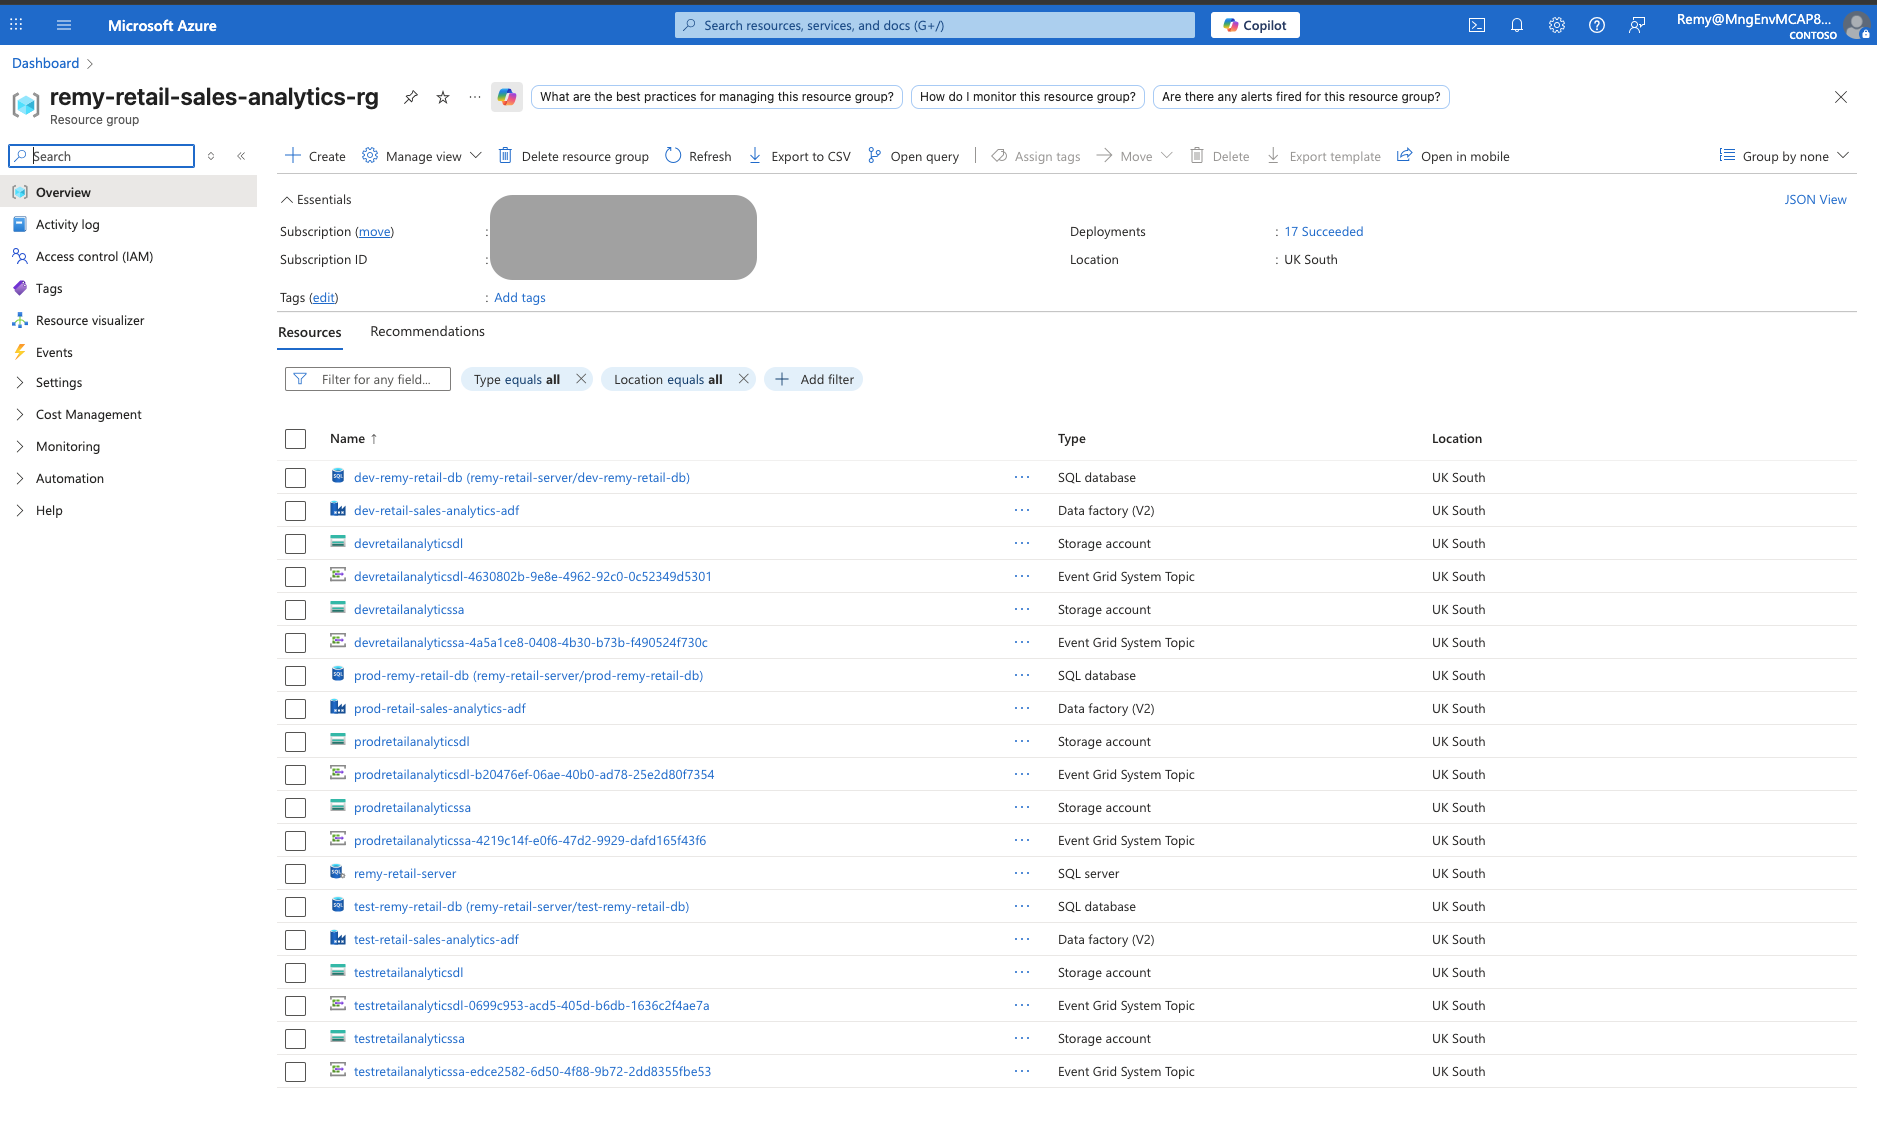 Microsoft Azure
Search resources, services, and docs (G+/)
Copilot
Remy@MngEnvMCAP8...
CONTOSO
Dashboard
remy-retail-sales-analytics-rg
Resource group
What are the best practices for managing this resource group?
How do I monitor this resource group?
Are there any alerts fired for this resource group?
Search
Create
Manage view
Delete resource group
Refresh
Export to CSV
Open query
Assign tags
Move
Delete
Export template
Open in mobile
Group by none
Overview
Activity log
Access control (IAM)
Tags
Resource visualizer
Events
Settings
Cost Management
Monitoring
Automation
Help
Essentials
JSON View
Subscription (move) :
Subscription ID :
Tags (edit) : Add tags
Deployments : 17 Succeeded
Location : UK South
Resources
Recommendations
Filter for any field...
Type equals all
Location equals all
Add filter
Name ↑ Type Location
dev-remy-retail-db (remy-retail-server/dev-remy-retail-db) ... SQL database UK South
dev-retail-sales-analytics-adf ... Data factory (V2) UK South
devretailanalyticsdl ... Storage account UK South
devretailanalyticsdl-4630802b-9e8e-4962-92c0-0c52349d5301 ... Event Grid System Topic UK South
devretailanalyticssa ... Storage account UK South
devretailanalyticssa-4a5a1ce8-0408-4b30-b73b-f490524f730c ... Event Grid System Topic UK South
prod-remy-retail-db (remy-retail-server/prod-remy-retail-db) ... SQL database UK South
prod-retail-sales-analytics-adf ... Data factory (V2) UK South
prodretailanalyticsdl ... Storage account UK South
prodretailanalyticsdl-b20476ef-06ae-40b0-ad78-25e2d80f7354 ... Event Grid System Topic UK South
prodretailanalyticssa ... Storage account UK South
prodretailanalyticssa-4219c14f-e0f6-47d2-9929-dafd165f43f6 ... Event Grid System Topic UK South
remy-retail-server ... SQL server UK South
test-remy-retail-db (remy-retail-server/test-remy-retail-db) ... SQL database UK South
test-retail-sales-analytics-adf ... Data factory (V2) UK South
testretailanalyticsdl ... Storage account UK South
testretailanalyticsdl-0699c953-acd5-405d-b6db-1636c2f4ae7a ... Event Grid System Topic UK South
testretailanalyticssa ... Storage account UK South
testretailanalyticssa-edce2582-6d50-4f88-9b72-2dd8355fbe53 ... Event Grid System Topic UK South